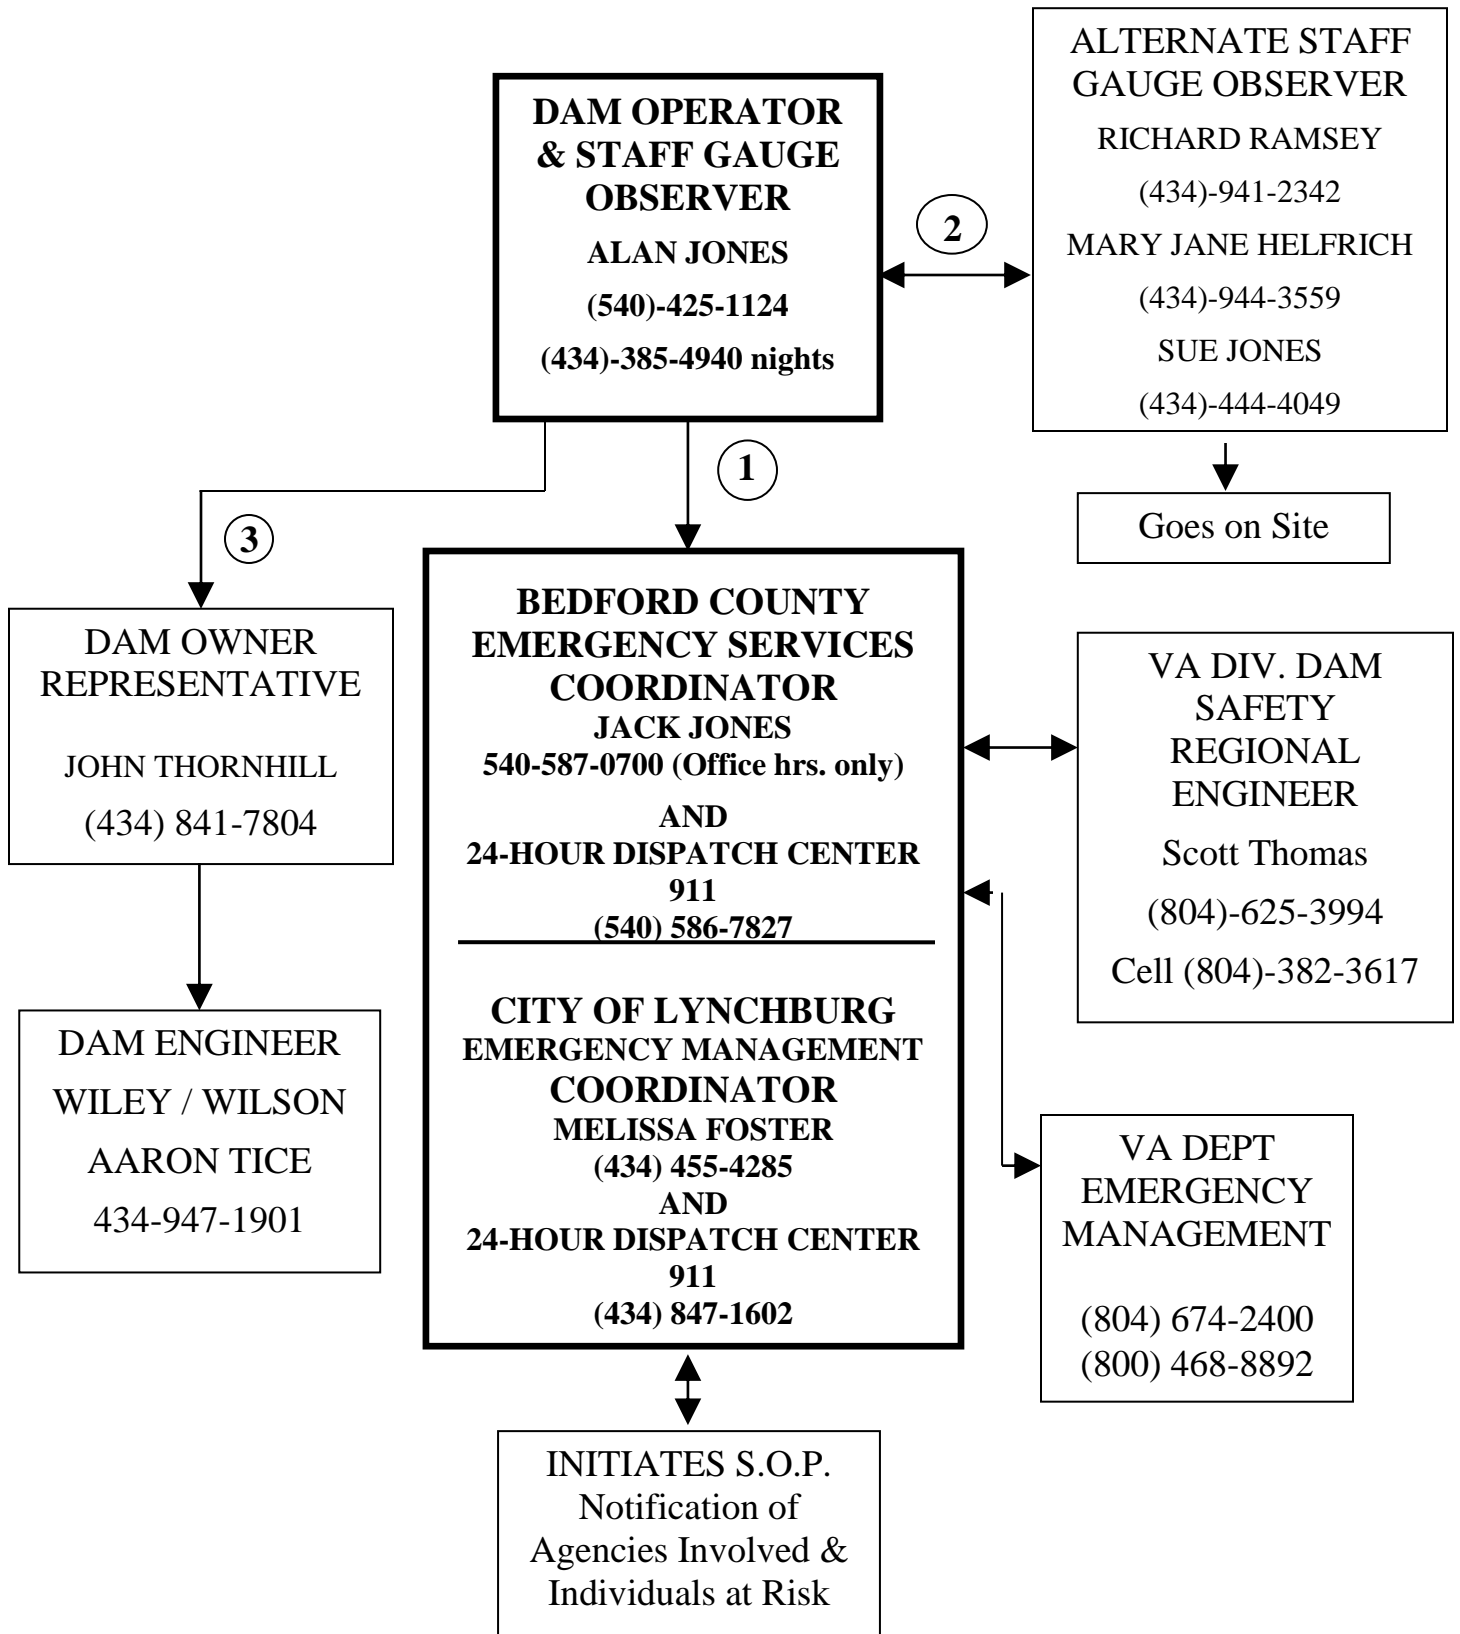 DAM OPERATOR
& STAFF GAUGE
OBSERVER
ALAN JONES
(540)-425-1124
(434)-385-4940 nights
ALTERNATE STAFF
GAUGE OBSERVER
RICHARD RAMSEY
(434)-941-2342
MARY JANE HELFRICH
(434)-944-3559
SUE JONES
(434)-444-4049
2
Goes on Site
1
3
DAM OWNER
REPRESENTATIVE
JOHN THORNHILL
(434) 841-7804
DAM ENGINEER
WILEY / WILSON
AARON TICE
434-947-1901
BEDFORD COUNTY
EMERGENCY SERVICES
COORDINATOR
JACK JONES
540-587-0700 (Office hrs. only)
AND
24-HOUR DISPATCH CENTER
911
(540) 586-7827
CITY OF LYNCHBURG
EMERGENCY MANAGEMENT
COORDINATOR
MELISSA FOSTER
(434) 455-4285
AND
24-HOUR DISPATCH CENTER
911
(434) 847-1602
VA DIV. DAM
SAFETY
REGIONAL
ENGINEER
Scott Thomas
(804)-625-3994
Cell (804)-382-3617
VA DEPT
EMERGENCY
MANAGEMENT
(804) 674-2400
(800) 468-8892
INITIATES S.O.P.
Notification of
Agencies Involved &
Individuals at Risk